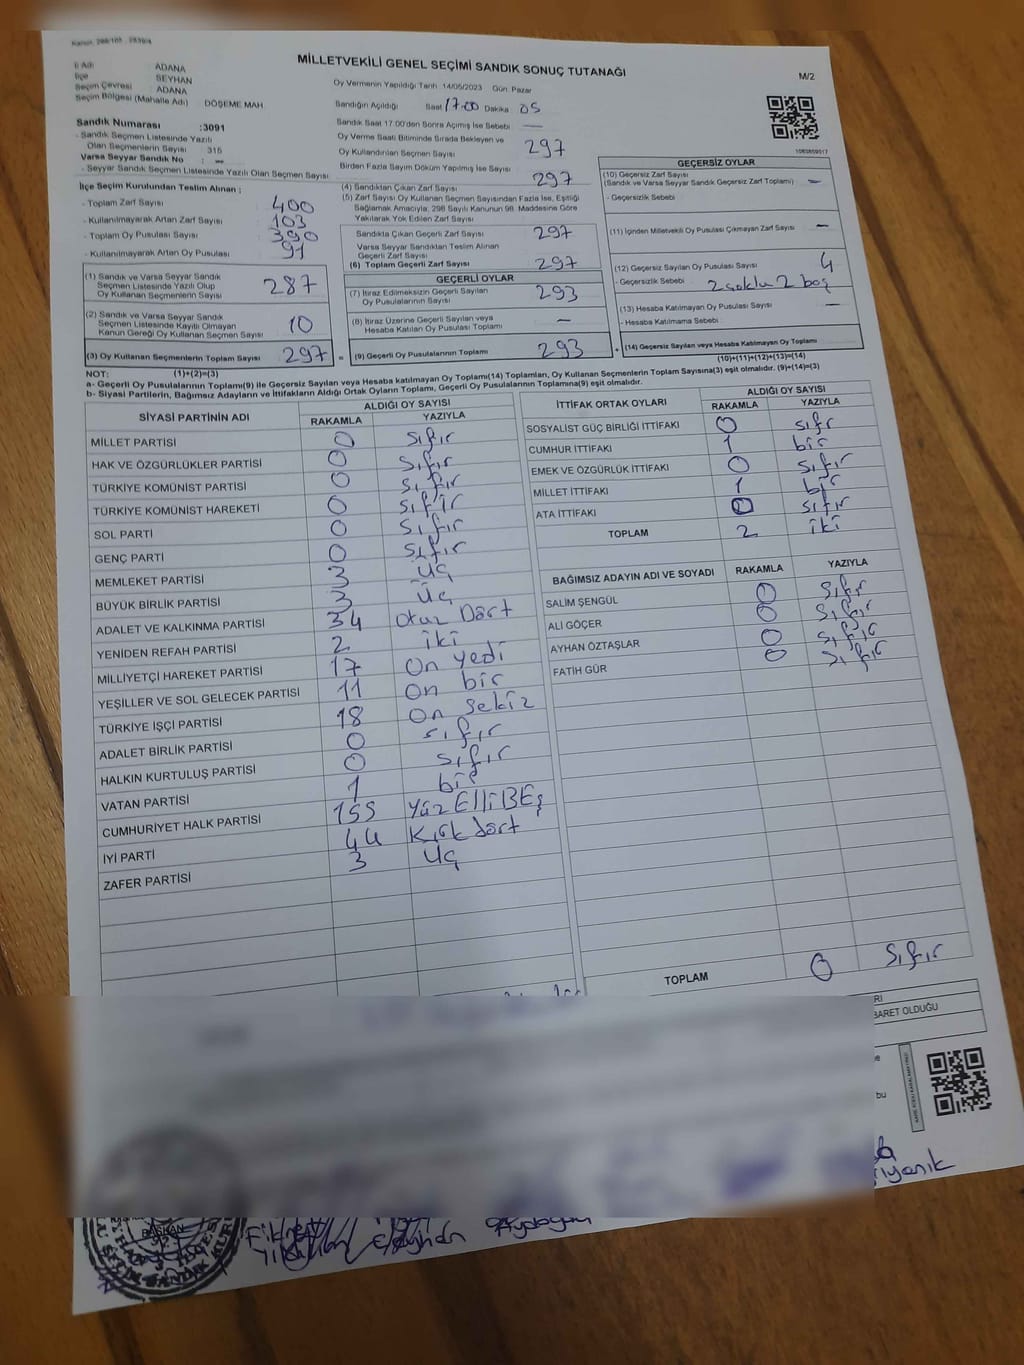 Kanun: 298/105 , 2839/4
MİLLETVEKİLİ GENEL SEÇİMİ SANDIK SONUÇ TUTANAĞI
M/2
İl Adı : ADANA
İlçe SEYHAN
Seçim Çevresi : ADANA
Seçim Bölgesi (Mahalle Adı) DÖŞEME MAH.
Oy Vermenin Yapıldığı Tarih :14/05/2023 Gün: Pazar
Sandığın Açıldığı Saat 17.00 Dakika : 05
Sandık Saat 17:00'den Sonra Açılmış İse Sebebi : —
Sandık Numarası :3091
- Sandık Seçmen Listesinde Yazılı
Olan Seçmenlerin Sayısı : 315
Varsa Seyyar Sandık No : —
- Seyyar Sandık Seçmen Listesinde Yazılı Olan Seçmen Sayısı
Oy Verme Saati Bitiminde Sırada Bekleyen ve
Oy Kullandırılan Seçmen Sayısı 297
Birden Fazla Sayım Döküm Yapılmış İse Sayısı
İlçe Seçim Kurulundan Teslim Alınan ;
- Toplam Zarf Sayısı : 400
- Kullanılmayarak Artan Zarf Sayısı : 103
- Toplam Oy Pusulası Sayısı : 390
- Kullanılmayarak Artan Oy Pusulası : 91
(1) Sandık ve Varsa Seyyar Sandık
Seçmen Listesinde Yazılı Olup
Oy Kullanan Seçmenlerin Sayısı 287
(2) Sandık ve Varsa Seyyar Sandık
Seçmen Listesinde Kayıtlı Olmayan
Kanun Gereği Oy Kullanan Seçmen Sayısı 10
(3) Oy Kullanan Seçmenlerin Toplam Sayısı 297 =
(4) Sandıktan Çıkan Zarf Sayısı 297
(5) Zarf Sayısı Oy Kullanan Seçmen Sayısından Fazla İse, Eşitliği
Sağlamak Amacıyla, 298 Sayılı Kanunun 98. Maddesine Göre
Yakılarak Yok Edilen Zarf Sayısı
Sandıkta Çıkan Geçerli Zarf Sayısı 297
Varsa Seyyar Sandıktan Teslim Alınan
Geçerli Zarf Sayısı
(6) Toplam Geçerli Zarf Sayısı 297
GEÇERLİ OYLAR
(7) İtiraz Edilmeksizin Geçerli Sayılan
Oy Pusulalarının Sayısı 293
(8) İtiraz Üzerine Geçerli Sayılan veya
Hesaba Katılan Oy Pusulası Toplamı —
(9) Geçerli Oy Pusulalarının Toplamı 293 +
1080809017
GEÇERSİZ OYLAR
(10) Geçersiz Zarf Sayısı
(Sandık ve Varsa Seyyar Sandık Geçersiz Zarf Toplamı) —
- Geçersizlik Sebebi :
(11) İçinden Milletvekili Oy Pusulası Çıkmayan Zarf Sayısı —
(12) Geçersiz Sayılan Oy Pusulası Sayısı 4
- Geçersizlik Sebebi : 2 2 boş
(13) Hesaba Katılmayan Oy Pusulası Sayısı —
- Hesaba Katılmama Sebebi
(14) Geçersiz Sayılan veya Hesaba Katılmayan Oy Toplamı
(10)+(11)+(12)+(13)=(14)
NOT: (1)+(2)=(3)
a- Geçerli Oy Pusulalarının Toplamı(9) ile Geçersiz Sayılan veya Hesaba katılmayan Oy Toplamı(14) Toplamları, Oy Kullanan Seçmenlerin Toplam Sayısına(3) eşit olmalıdır. (9)+(14)=(3)
b- Siyasi Partilerin, Bağımsız Adayların ve İttifakların Aldığı Ortak Oyların Toplamı, Geçerli Oy Pusulalarının Toplamına(9) eşit olmalıdır.
SİYASİ PARTİNİN ADI ALDIĞI OY SAYISI
RAKAMLA YAZIYLA
MİLLET PARTİSİ 0 sıfır
HAK VE ÖZGÜRLÜKLER PARTİSİ 0 sıfır
TÜRKİYE KOMÜNİST PARTİSİ 0 sıfır
TÜRKİYE KOMÜNİST HAREKETİ 0 sıfır
SOL PARTİ 0 sıfır
GENÇ PARTİ 0 sıfır
MEMLEKET PARTİSİ 3 üç
BÜYÜK BİRLİK PARTİSİ 3 üç
ADALET VE KALKINMA PARTİSİ 34 otuz Dört
YENİDEN REFAH PARTİSİ 2 iki
MİLLİYETÇİ HAREKET PARTİSİ 17 On yedi
YEŞİLLER VE SOL GELECEK PARTİSİ 11 On bir
TÜRKİYE İŞÇİ PARTİSİ 18 On sekiz
ADALET BİRLİK PARTİSİ 0 sıfır
HALKIN KURTULUŞ PARTİSİ 0 sıfır
VATAN PARTİSİ 1 bir
CUMHURİYET HALK PARTİSİ 155 Yüz Elli BEş
İYİ PARTİ 44 Kırk dört
ZAFER PARTİSİ 3 üç
İTTİFAK ORTAK OYLARI ALDIĞI OY SAYISI
RAKAMLA YAZIYLA
SOSYALİST GÜÇ BİRLİĞİ İTTİFAKI 0 sıfır
CUMHUR İTTİFAKI 1 bir
EMEK VE ÖZGÜRLÜK İTTİFAKI 0 sıfır
MİLLET İTTİFAKI 1 bir
ATA İTTİFAKI 0 sıfır
TOPLAM 2 iki
BAĞIMSIZ ADAYIN ADI VE SOYADI RAKAMLA YAZIYLA
SALİM ŞENGÜL 0 sıfır
ALİ GÖÇER 0 sıfır
AYHAN ÖZTAŞLAR 0 sıfır
FATİH GÜR 0 sıfır
TOPLAM 0 sıfır
RI
BARET OLDUĞU
bu
BAŞKAN